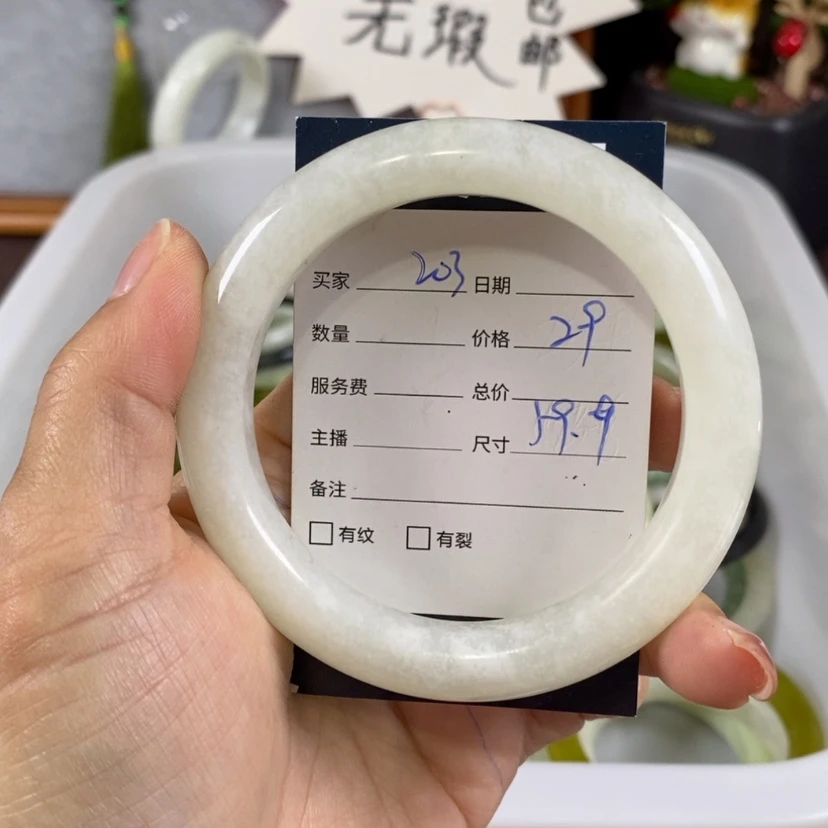 无瑕 包邮
买家 203 日期
数量 价格 29
服务费 总价
主播 尺寸 59.9
备注
□有纹 □有裂